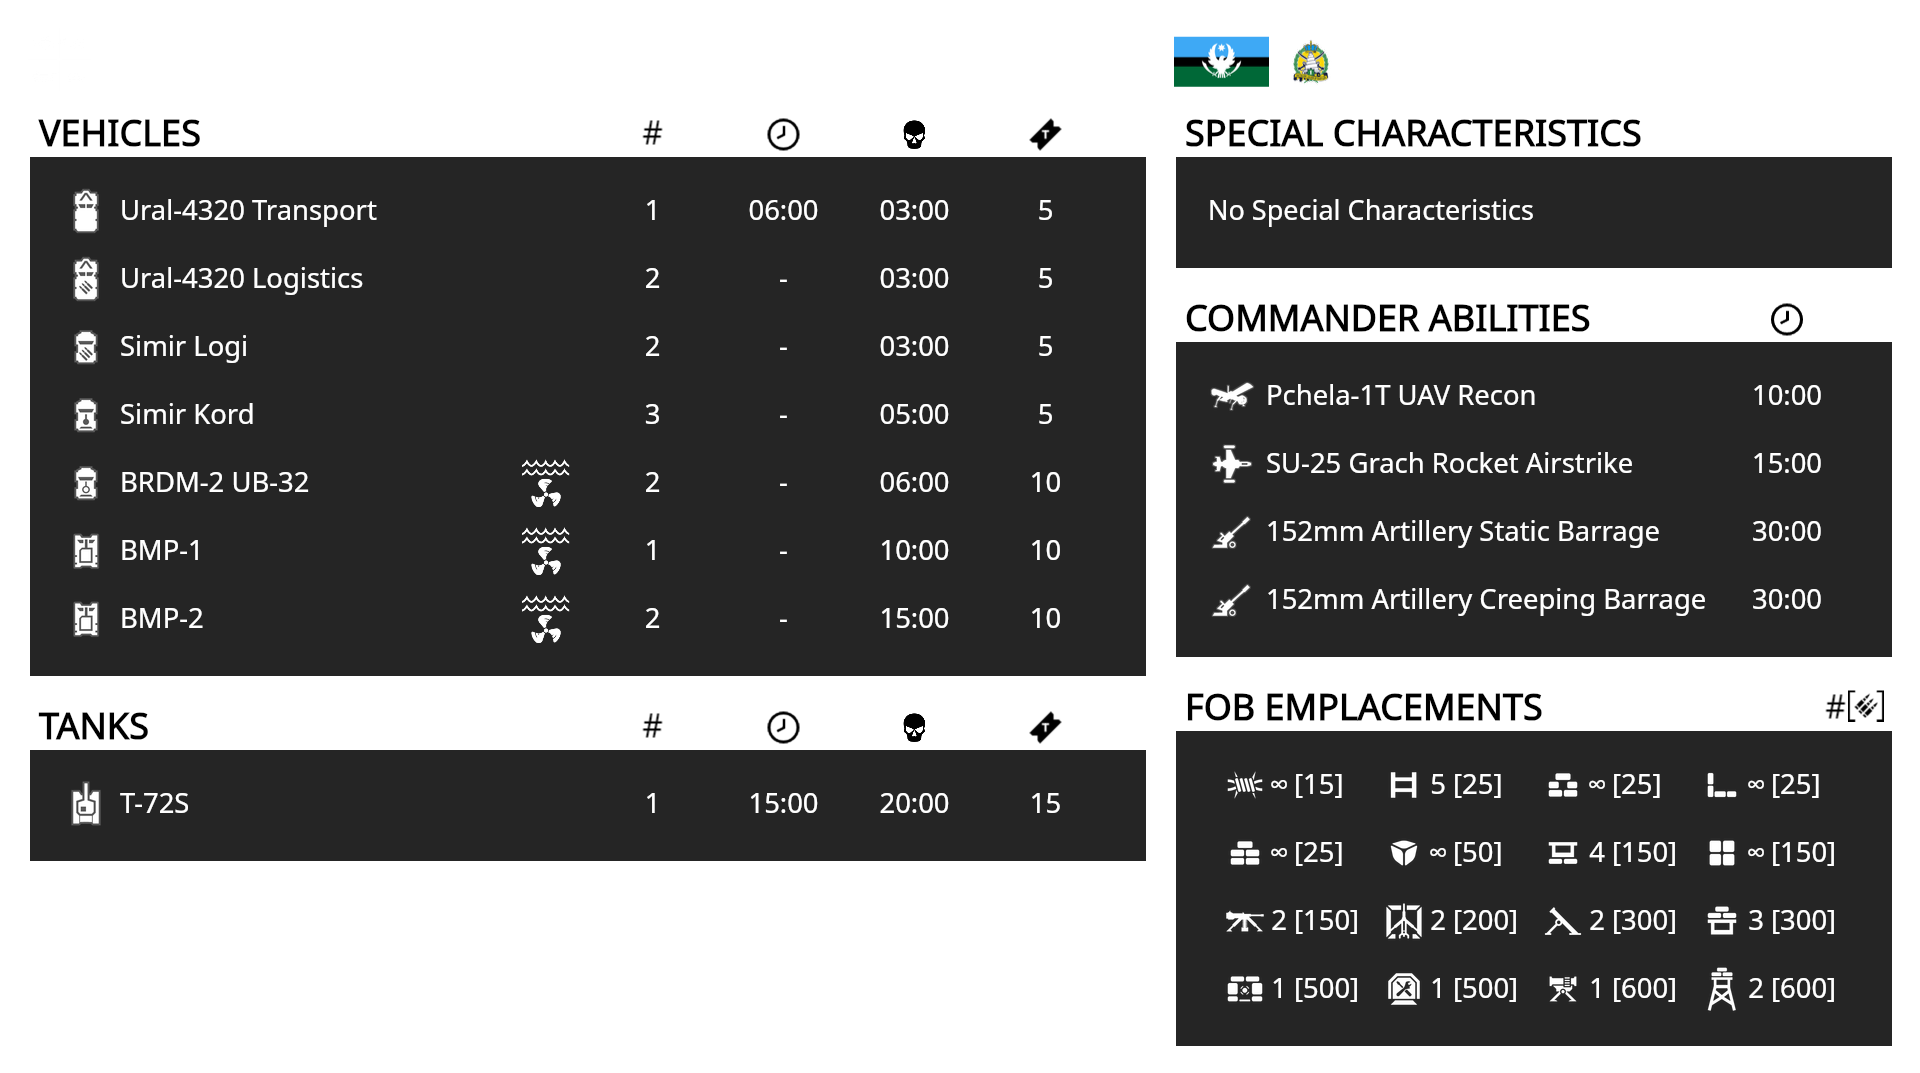 VEHICLES #
Ural-4320 Transport 1 06:00 03:00 5
Ural-4320 Logistics 2 - 03:00 5
Simir Logi 2 - 03:00 5
Simir Kord 3 - 05:00 5
BRDM-2 UB-32 2 - 06:00 10
BMP-1 1 - 10:00 10
BMP-2 2 - 15:00 10
TANKS #
T-72S 1 15:00 20:00 15
SPECIAL CHARACTERISTICS
No Special Characteristics
COMMANDER ABILITIES
Pchela-1T UAV Recon 10:00
SU-25 Grach Rocket Airstrike 15:00
152mm Artillery Static Barrage 30:00
152mm Artillery Creeping Barrage 30:00
FOB EMPLACEMENTS #[]
∞ [15] 5 [25] ∞ [25] ∞ [25]
∞ [25] ∞ [50] 4 [150] ∞ [150]
2 [150] 2 [200] 2 [300] 3 [300]
1 [500] 1 [500] 1 [600] 2 [600]